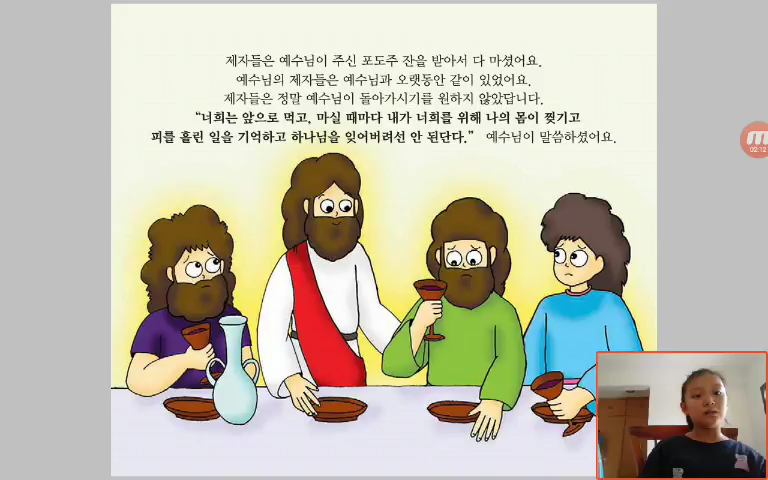 제자들은 예수님이 주신 포도주 잔을 받아서 다 마셨어요.
예수님의 제자들은 예수님과 오랫동안 같이 있었어요.
제자들은 정말 예수님이 돌아가시기를 원하지 않았답니다.
“너희는 앞으로 먹고, 마실 때마다 내가 너희를 위해 나의 몸이 찢기고
피를 흘린 일을 기억하고 하나님을 잊어버려선 안 된단다.” 예수님이 말씀하셨어요.
02:12